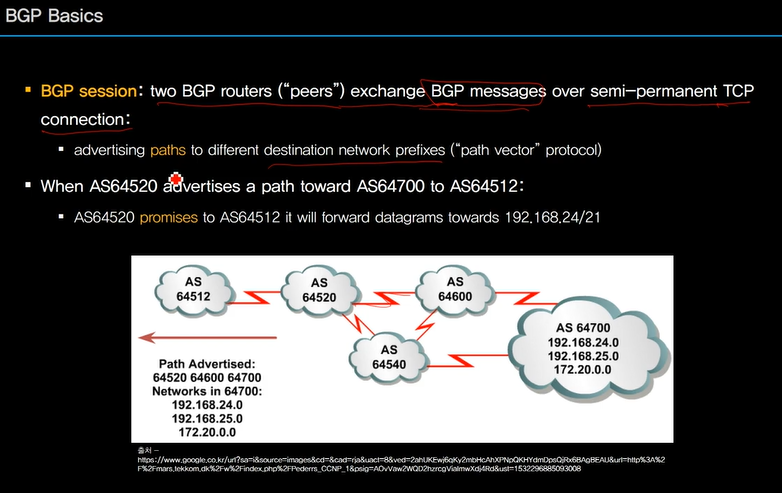 BGP Basics
BGP session: two BGP routers ("peers") exchange BGP messages over semi-permanent TCP
connection:
advertising paths to different destination network prefixes ("path vector" protocol)
When AS64520 advertises a path toward AS64700 to AS64512:
AS64520 promises to AS64512 it will forward datagrams towards 192.168.24/21
AS
64512
AS
64520
AS
64600
AS
64540
AS 64700
192.168.24.0
192.168.25.0
172.20.0.0
Path Advertised:
64520 64600 64700
Networks in 64700:
192.168.24.0
192.168.25.0
172.20.0.0
출처 -
https://www.google.co.kr/url?sa=i&source=images&cd=&cad=rja&uact=8&ved=2ahUKEwj6qKy2mbHcAhXPNpQKHYdmDpsQjRx6BAgBEAU&url=http%3A%2
F%2Fmars.tekkom.dk%2Fw%2Findex.php%2FPederrs_CCNP_1&psig=AOvVaw2WQD2hzrcgVialmwXdj4Rd&ust=1532296885093008